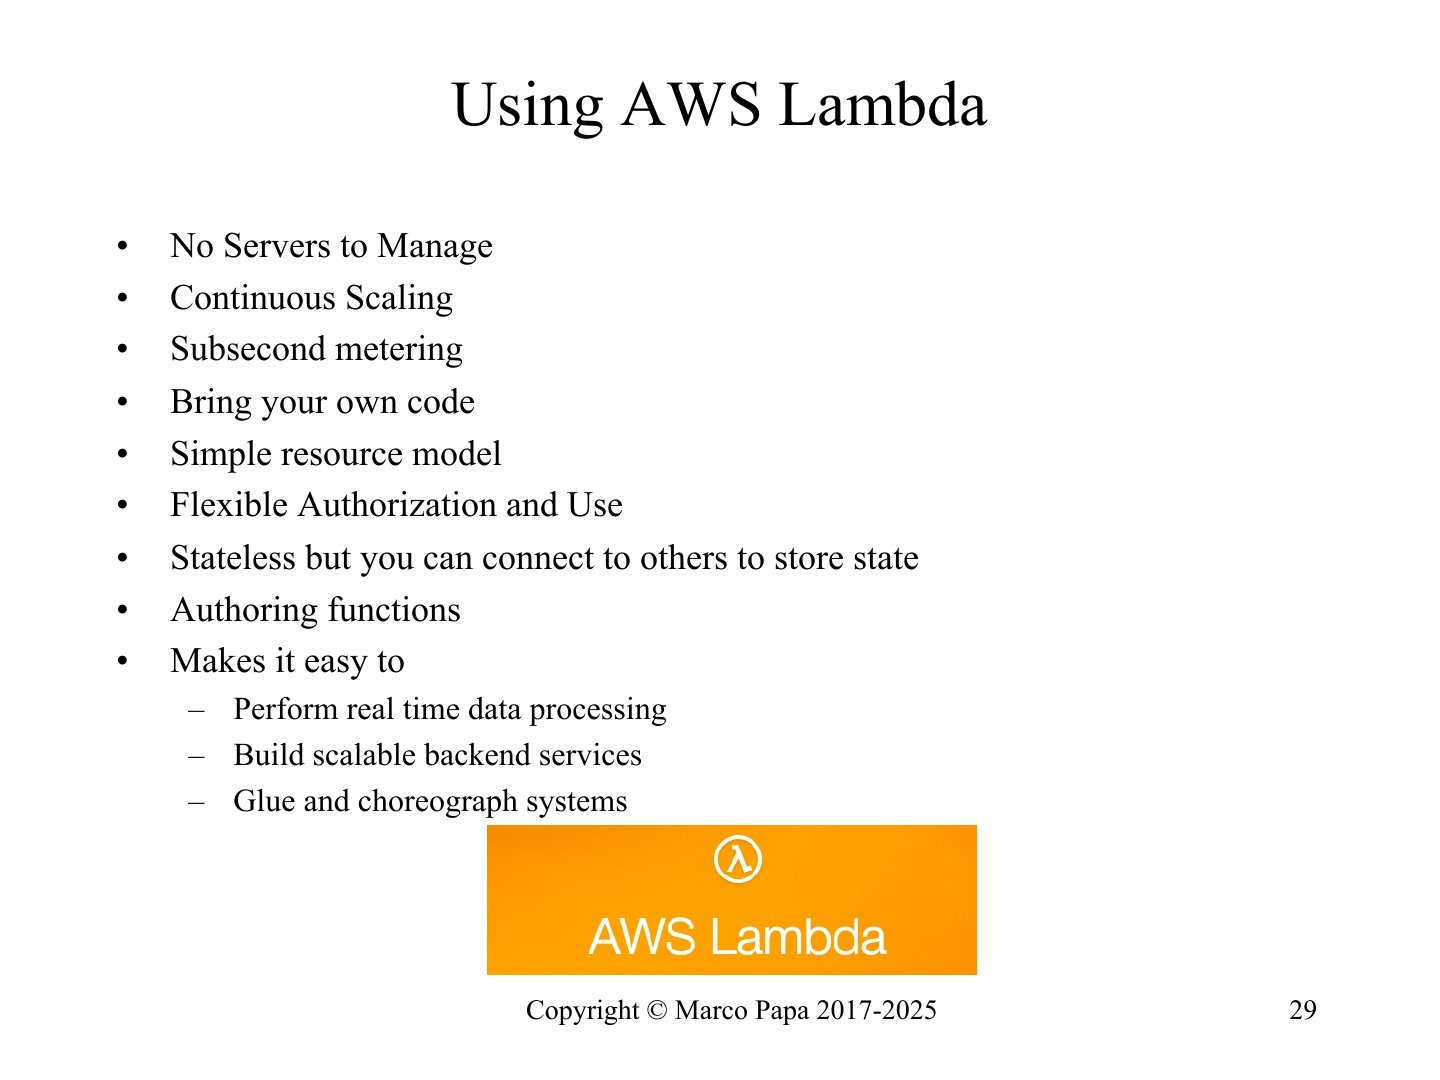 Using AWS Lambda
• No Servers to Manage
• Continuous Scaling
• Subsecond metering
• Bring your own code
• Simple resource model
• Flexible Authorization and Use
• Stateless but you can connect to others to store state
• Authoring functions
• Makes it easy to
– Perform real time data processing
– Build scalable backend services
– Glue and choreograph systems
λ
AWS Lambda
Copyright © Marco Papa 2017-2025
29